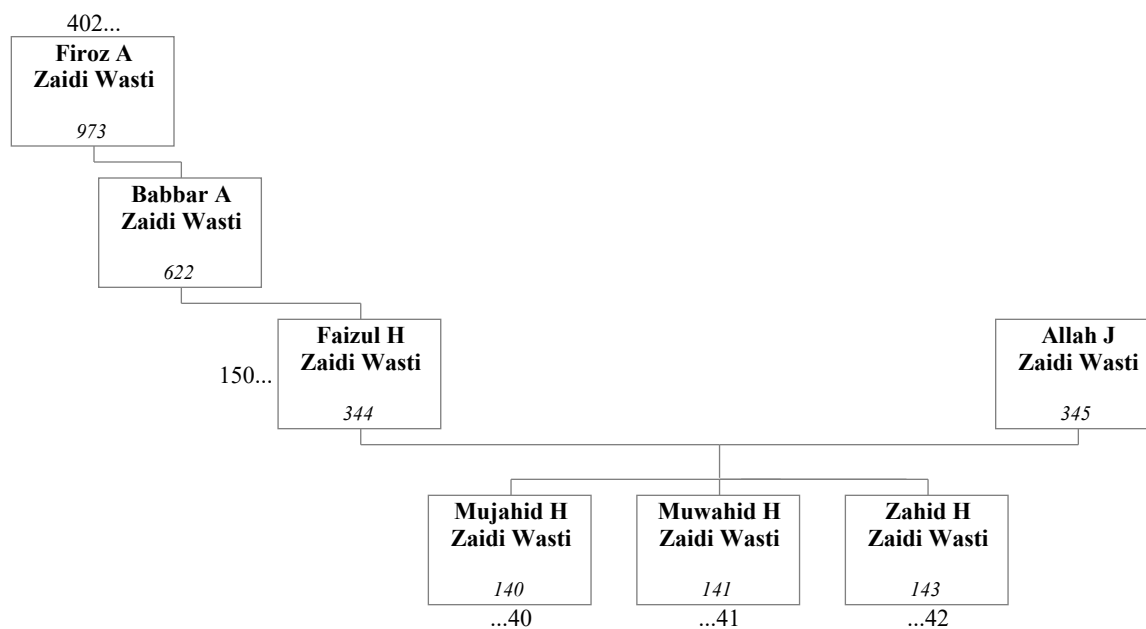 402...
Firoz A
Zaidi Wasti
973
Babbar A
Zaidi Wasti
622
Faizul H
Zaidi Wasti
150...
344
Allah J
Zaidi Wasti
345
Mujahid H
Zaidi Wasti
140
...40
Muwahid H
Zaidi Wasti
141
...41
Zahid H
Zaidi Wasti
143
...42